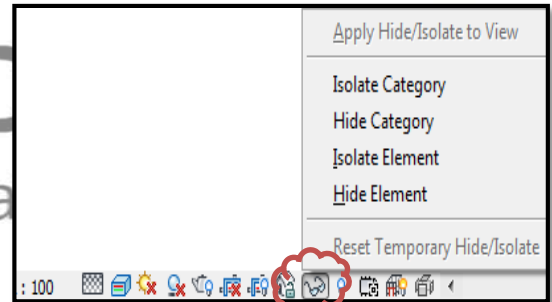 Apply Hide/Isolate to View
Isolate Category
Hide Category
Isolate Element
Hide Element
Reset Temporary Hide/Isolate
: 100